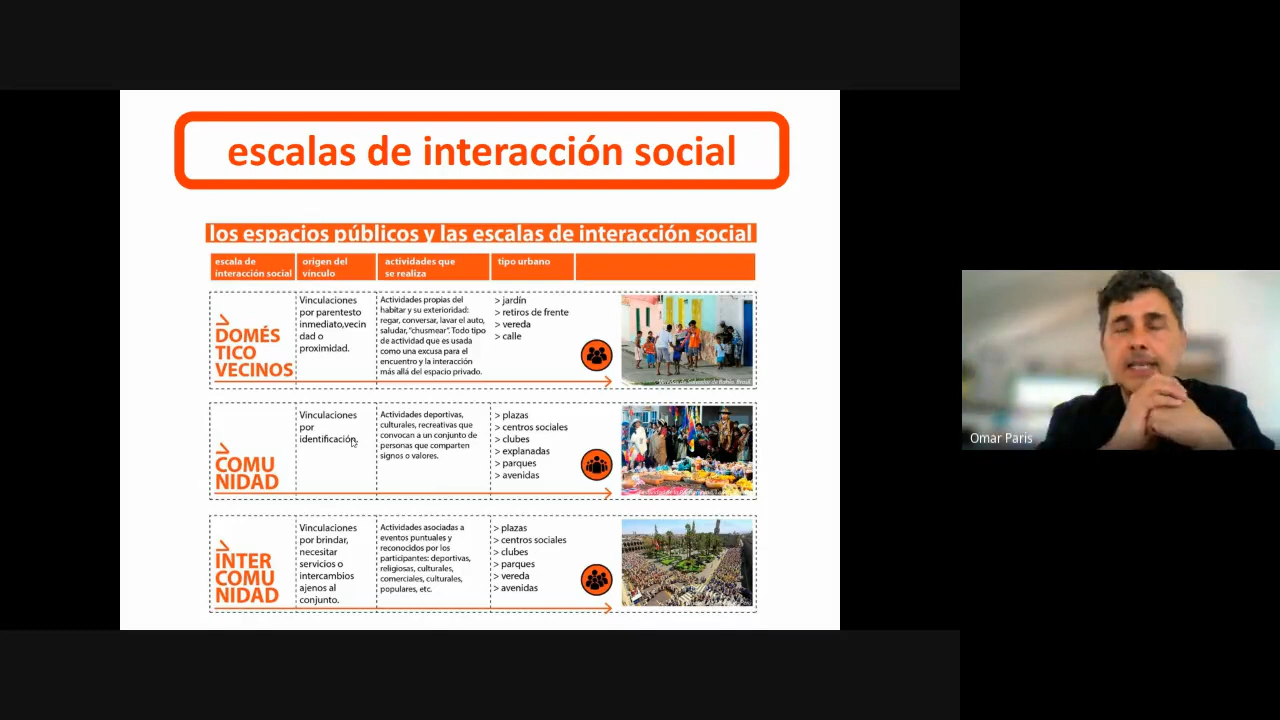 escalas de interacción social
los espacios públicos y las escalas de interacción social
escala de
interacción social
origen del
vínculo
actividades que
se realiza
tipo urbano
DOMÉS
TICO
VECINOS
Vinculaciones
por parentesto
inmediato,vecin
dad o
proximidad.
Actividades propias del
habitar y su exterioridad:
regar, conversar, lavar el auto,
saludar, "chusmear". Todo tipo
de actividad que es usada
como una excusa para el
encuentro y la interacción
más allá del espacio privado.
> jardín
> retiros de frente
> vereda
> calle
Veredas de Salvador de Bahía, Brasil
COMU
NIDAD
Vinculaciones
por
identificación.
Actividades deportivas,
culturales, recreativas que
convocan a un conjunto de
personas que comparten
signos o valores.
> plazas
> centros sociales
> clubes
> explanadas
> parques
> avenidas
INTER
COMU
NIDAD
Vinculaciones
por brindar,
necesitar
servicios o
intercambios
ajenos al
conjunto.
Actividades asociadas a
eventos puntuales y
reconocidos por los
participantes: deportivas,
religiosas, culturales,
comerciales, culturales,
populares, etc.
> plazas
> centros sociales
> clubes
> parques
> vereda
> avenidas
Omar Paris